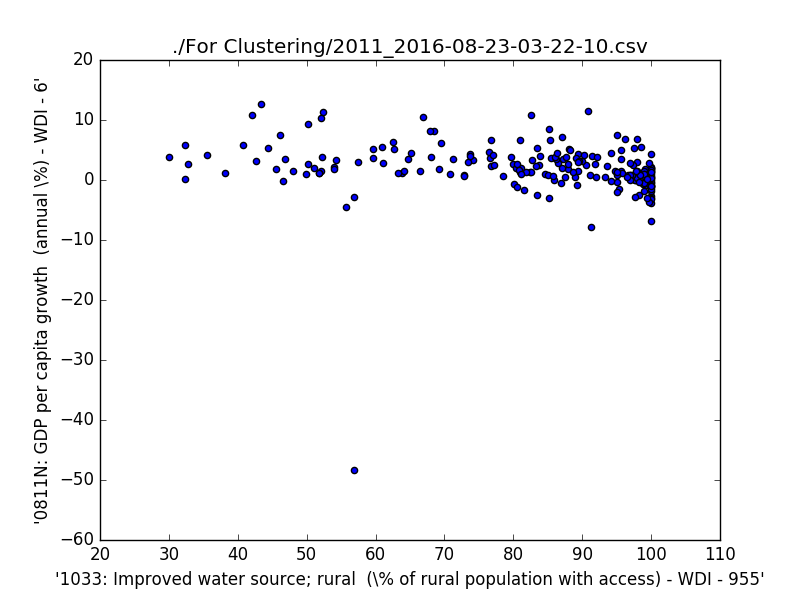 ./For Clustering/2011_2016-08-23-03-22-10.csv
'0811N: GDP per capita growth  (annual \%) - WDI - 6'
20
10
0
−10
−20
−30
−40
−50
−60
20 30 40 50 60 70 80 90 100 110
'1033: Improved water source; rural  (\% of rural population with access) - WDI - 955'